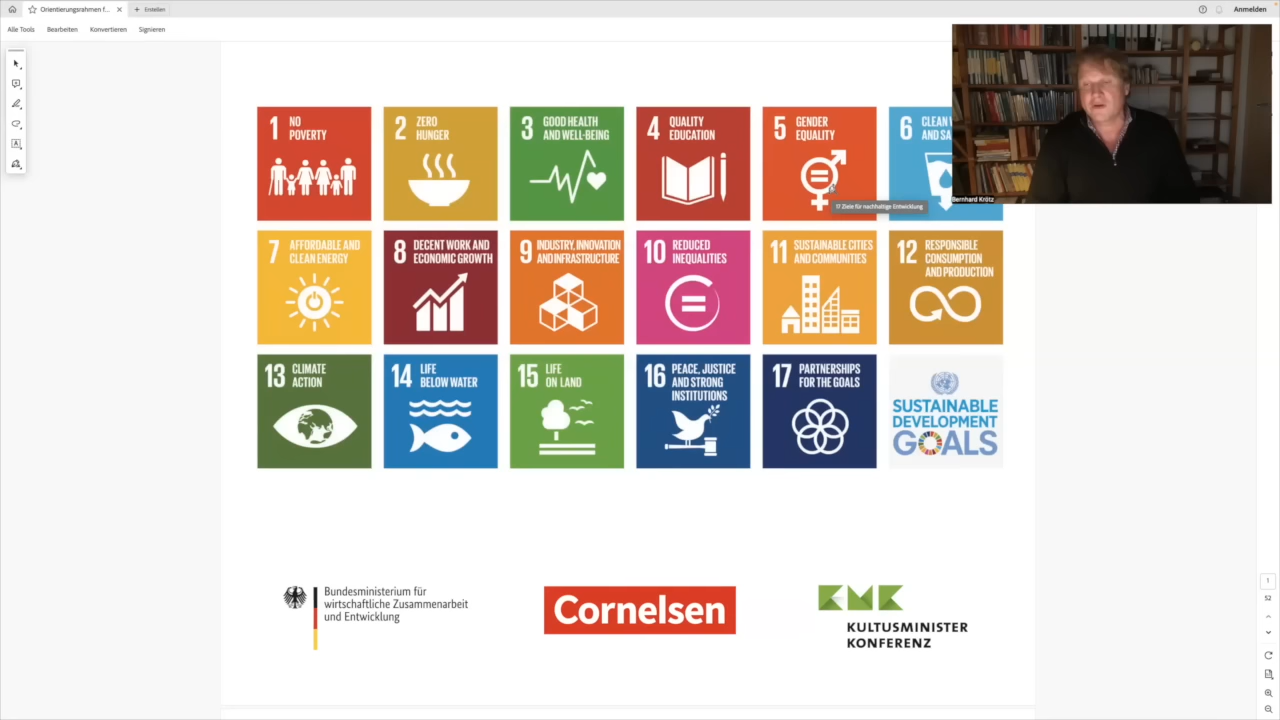 Orientierungsrahmen f...
Erstellen
Anmelden
Alle Tools
Bearbeiten
Konvertieren
Signieren
1 NO
POVERTY
2 ZERO
HUNGER
3 GOOD HEALTH
AND WELL-BEING
4 QUALITY
EDUCATION
5 GENDER
EQUALITY
6 CLEAN
AND
17 Ziele für nachhaltige Entwicklung
Bernhard Krötz
7 AFFORDABLE AND
CLEAN ENERGY
8 DECENT WORK AND
ECONOMIC GROWTH
9 INDUSTRY, INNOVATION
AND INFRASTRUCTURE
10 REDUCED
INEQUALITIES
11 SUSTAINABLE CITIES
AND COMMUNITIES
12 RESPONSIBLE
CONSUMPTION
AND PRODUCTION
13 CLIMATE
ACTION
14 LIFE
BELOW WATER
15 LIFE
ON LAND
16 PEACE, JUSTICE
AND STRONG
INSTITUTIONS
17 PARTNERSHIPS
FOR THE GOALS
SUSTAINABLE
DEVELOPMENT
GOALS
Bundesministerium für
wirtschaftliche Zusammenarbeit
und Entwicklung
Cornelsen
KMK
KULTUSMINISTER
KONFERENZ
1
52